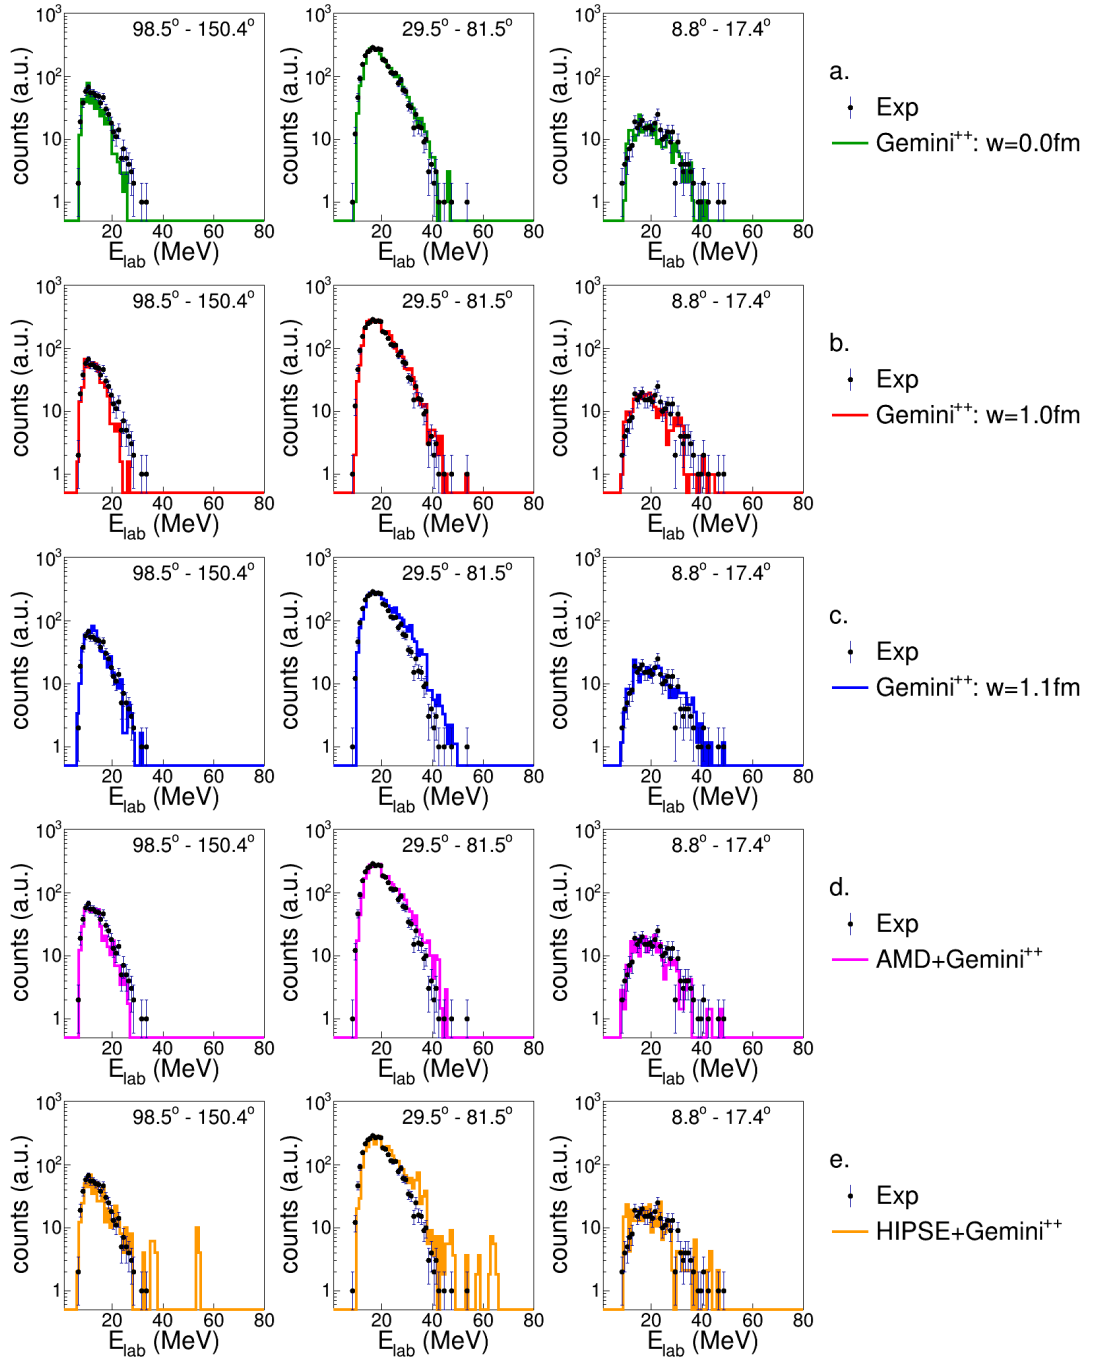 98.5° - 150.4° 29.5° - 81.5° 8.8° - 17.4°
counts (a.u.) counts (a.u.) counts (a.u.)
10³ 10² 10 1 10³ 10² 10 1 10³ 10² 10 1
20 40 60 80 20 40 60 80 20 40 60 80
E_lab (MeV) E_lab (MeV) E_lab (MeV)
a.
Exp
Gemini⁺⁺: w=0.0fm
98.5° - 150.4° 29.5° - 81.5° 8.8° - 17.4°
counts (a.u.) counts (a.u.) counts (a.u.)
10³ 10² 10 1 10³ 10² 10 1 10³ 10² 10 1
20 40 60 80 20 40 60 80 20 40 60 80
E_lab (MeV) E_lab (MeV) E_lab (MeV)
b.
Exp
Gemini⁺⁺: w=1.0fm
98.5° - 150.4° 29.5° - 81.5° 8.8° - 17.4°
counts (a.u.) counts (a.u.) counts (a.u.)
10³ 10² 10 1 10³ 10² 10 1 10³ 10² 10 1
20 40 60 80 20 40 60 80 20 40 60 80
E_lab (MeV) E_lab (MeV) E_lab (MeV)
c.
Exp
Gemini⁺⁺: w=1.1fm
98.5° - 150.4° 29.5° - 81.5° 8.8° - 17.4°
counts (a.u.) counts (a.u.) counts (a.u.)
10³ 10² 10 1 10³ 10² 10 1 10³ 10² 10 1
20 40 60 80 20 40 60 80 20 40 60 80
E_lab (MeV) E_lab (MeV) E_lab (MeV)
d.
Exp
AMD+Gemini⁺⁺
98.5° - 150.4° 29.5° - 81.5° 8.8° - 17.4°
counts (a.u.) counts (a.u.) counts (a.u.)
10³ 10² 10 1 10³ 10² 10 1 10³ 10² 10 1
20 40 60 80 20 40 60 80 20 40 60 80
E_lab (MeV) E_lab (MeV) E_lab (MeV)
e.
Exp
HIPSE+Gemini⁺⁺